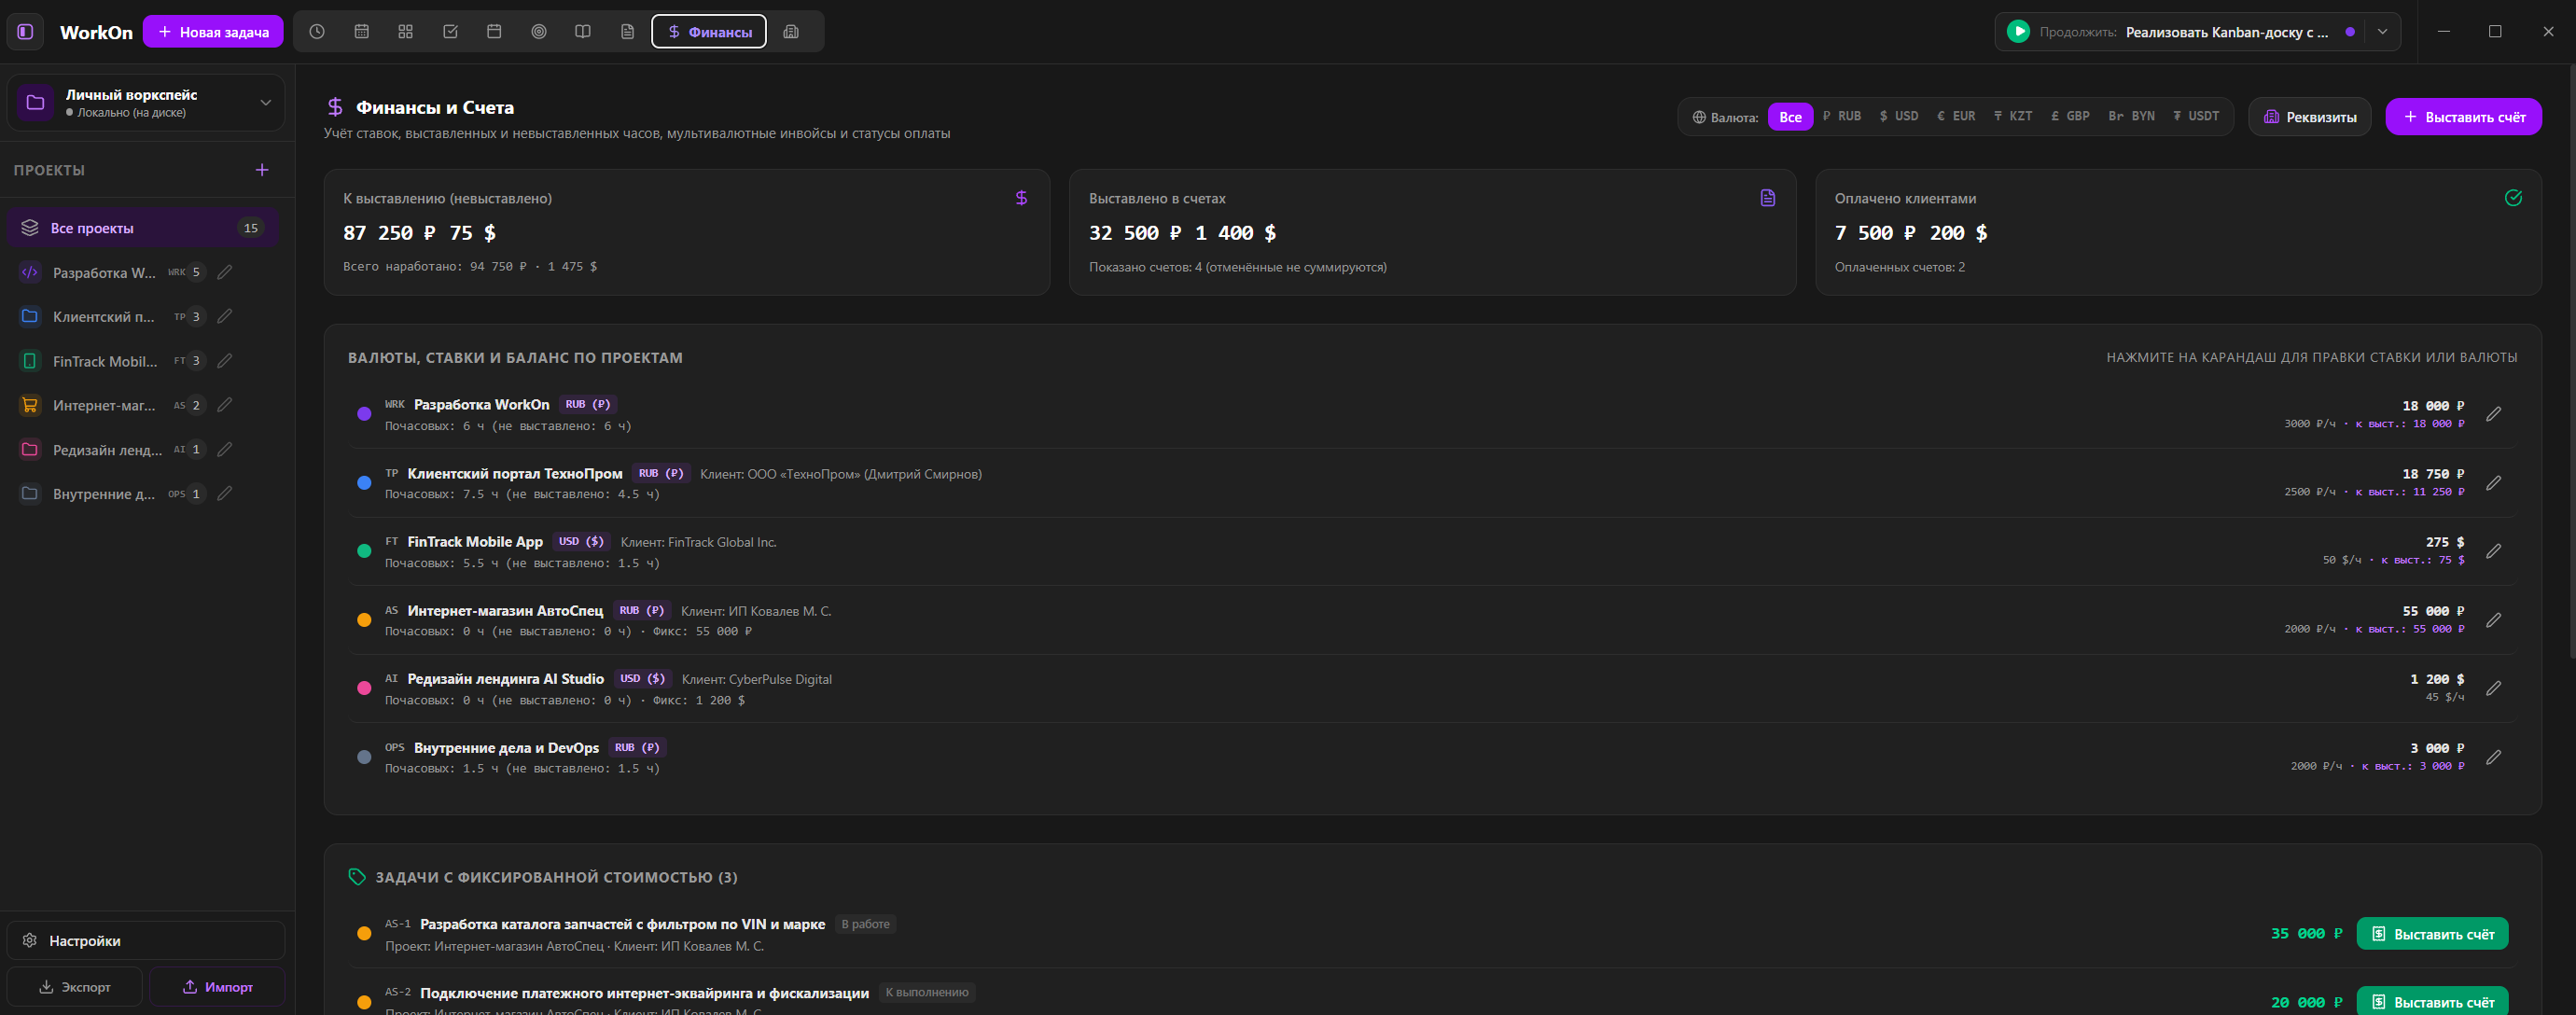 WorkOn
Новая задача
Финансы
Продолжить: Реализовать Kanban-доску с ...
Личный воркспейс
Локально (на диске)
ПРОЕКТЫ
Все проекты 15
Разработка W... WRK 5
Клиентский п... TP 3
FinTrack Mobil... FT 3
Интернет-маг... AS 2
Редизайн ленд... AI 1
Внутренние д... OPS 1
Настройки
Экспорт
Импорт
Финансы и Счета
Учёт ставок, выставленных и невыставленных часов, мультивалютные инвойсы и статусы оплаты
Валюта: Все ₽ RUB $ USD € EUR ₸ KZT £ GBP Br BYN ₮ USDT
Реквизиты
Выставить счёт
К выставлению (невыставлено)
87 250 ₽ 75 $
Всего наработано: 94 750 ₽ · 1 475 $
Выставлено в счетах
32 500 ₽ 1 400 $
Показано счетов: 4 (отменённые не суммируются)
Оплачено клиентами
7 500 ₽ 200 $
Оплаченных счетов: 2
ВАЛЮТЫ, СТАВКИ И БАЛАНС ПО ПРОЕКТАМ
НАЖМИТЕ НА КАРАНДАШ ДЛЯ ПРАВКИ СТАВКИ ИЛИ ВАЛЮТЫ
WRK Разработка WorkOn RUB (₽)
Почасовых: 6 ч (не выставлено: 6 ч)
18 000 ₽
3000 ₽/ч · к выст.: 18 000 ₽
TP Клиентский портал ТехноПром RUB (₽) Клиент: ООО «ТехноПром» (Дмитрий Смирнов)
Почасовых: 7.5 ч (не выставлено: 4.5 ч)
18 750 ₽
2500 ₽/ч · к выст.: 11 250 ₽
FT FinTrack Mobile App USD ($) Клиент: FinTrack Global Inc.
Почасовых: 5.5 ч (не выставлено: 1.5 ч)
275 $
50 $/ч · к выст.: 75 $
AS Интернет-магазин АвтоСпец RUB (₽) Клиент: ИП Ковалев М. С.
Почасовых: 0 ч (не выставлено: 0 ч) · Фикс: 55 000 ₽
55 000 ₽
2000 ₽/ч · к выст.: 55 000 ₽
AI Редизайн лендинга AI Studio USD ($) Клиент: CyberPulse Digital
Почасовых: 0 ч (не выставлено: 0 ч) · Фикс: 1 200 $
1 200 $
45 $/ч
OPS Внутренние дела и DevOps RUB (₽)
Почасовых: 1.5 ч (не выставлено: 1.5 ч)
3 000 ₽
2000 ₽/ч · к выст.: 3 000 ₽
ЗАДАЧИ С ФИКСИРОВАННОЙ СТОИМОСТЬЮ (3)
AS-1 Разработка каталога запчастей с фильтром по VIN и марке В работе
Проект: Интернет-магазин АвтоСпец · Клиент: ИП Ковалев М. С.
35 000 ₽ Выставить счёт
AS-2 Подключение платежного интернет-эквайринга и фискализации К выполнению
Проект: Интернет-магазин АвтоСпец · Клиент: ИП Ковалев М. С.
20 000 ₽ Выставить счёт